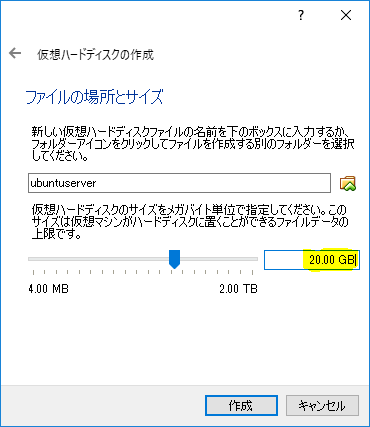 ?
仮想ハードディスクの作成
ファイルの場所とサイズ
新しい仮想ハードディスクファイルの名前を下のボックスに入力するか、
フォルダーアイコンをクリックしてファイルを作成する別のフォルダーを選択
してください。
ubuntuserver
仮想ハードディスクのサイズをメガバイト単位で指定してください。この
サイズは仮想マシンがハードディスクに置くことができるファイルデータの
上限です。
20.00 GB
4.00 MB 2.00 TB
作成 キャンセル